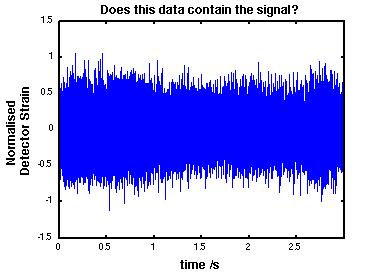 Does this data contain the signal?
1.5
1
0.5
0
-0.5
-1
-1.5
Normalised
Detector Strain
0 0.5 1 1.5 2 2.5
time /s